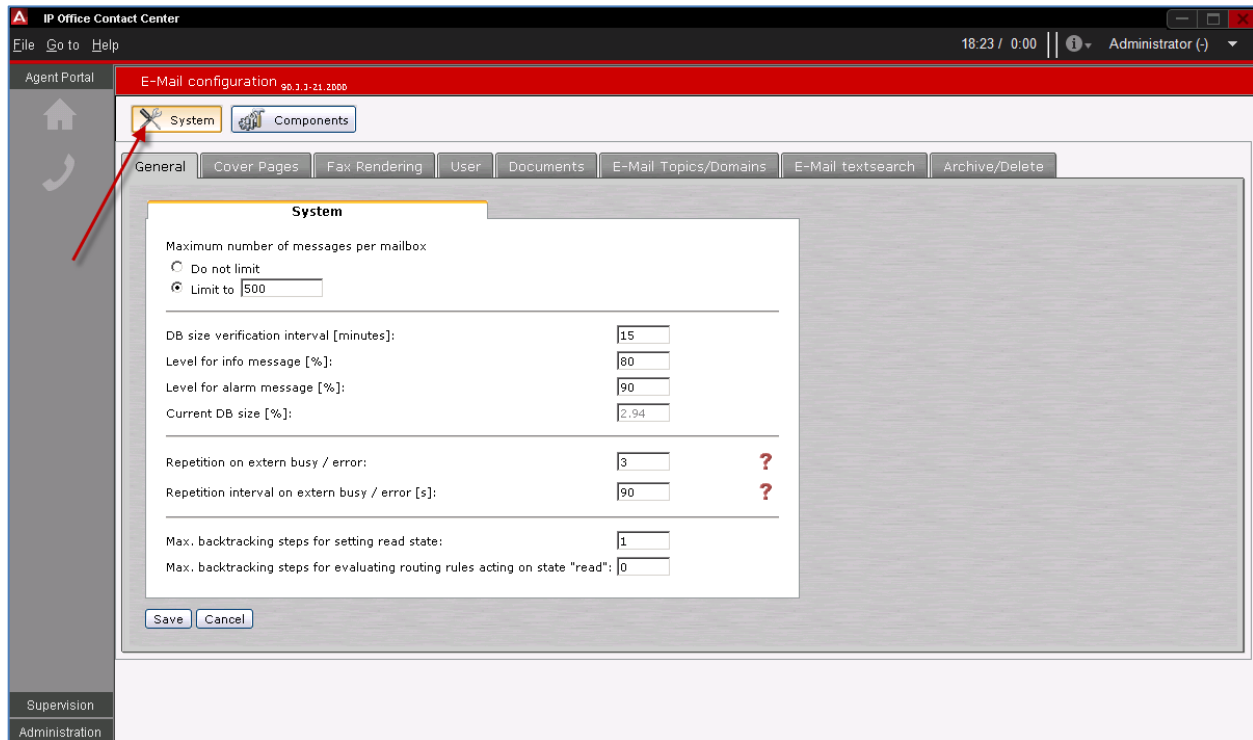 IP Office Contact Center
File Go to Help
18:23 / 0:00 Administrator (-)
Agent Portal
E-Mail configuration 90.3.3-21.2000
System Components
General Cover Pages Fax Rendering User Documents E-Mail Topics/Domains E-Mail textsearch Archive/Delete
System
Maximum number of messages per mailbox
Do not limit
Limit to 500
DB size verification interval [minutes]: 15
Level for info message [%]: 80
Level for alarm message [%]: 90
Current DB size [%]: 2.94
Repetition on extern busy / error: 3 ?
Repetition interval on extern busy / error [s]: 90 ?
Max. backtracking steps for setting read state: 1
Max. backtracking steps for evaluating routing rules acting on state "read": 0
Save Cancel
Supervision
Administration